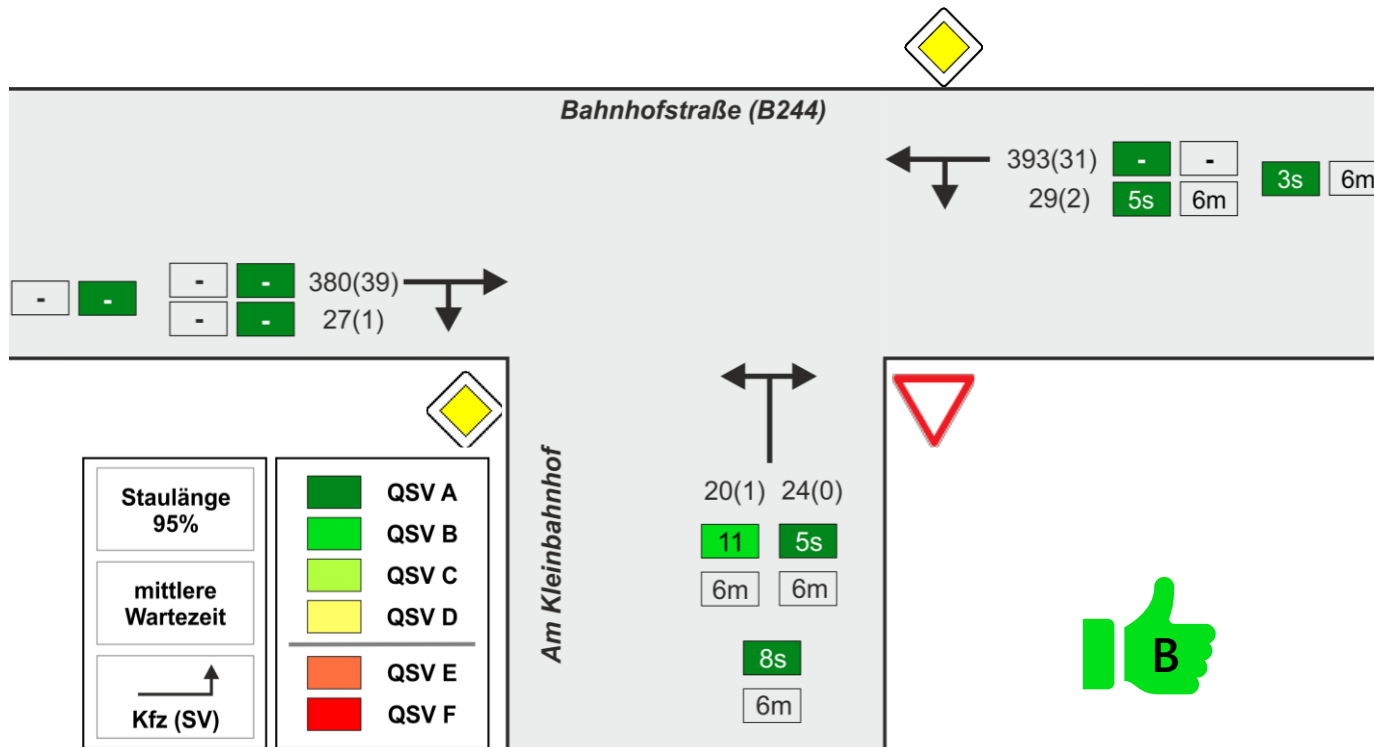 Bahnhofstraße (B244)
393(31) - -
3s 6m
29(2) 5s 6m
- - 380(39)
- -
- - 27(1)
Am Kleinbahnhof
20(1) 24(0)
11 5s
6m 6m
8s
6m
Staulänge
95%
mittlere
Wartezeit
Kfz (SV)
QSV A
QSV B
QSV C
QSV D
QSV E
QSV F
B